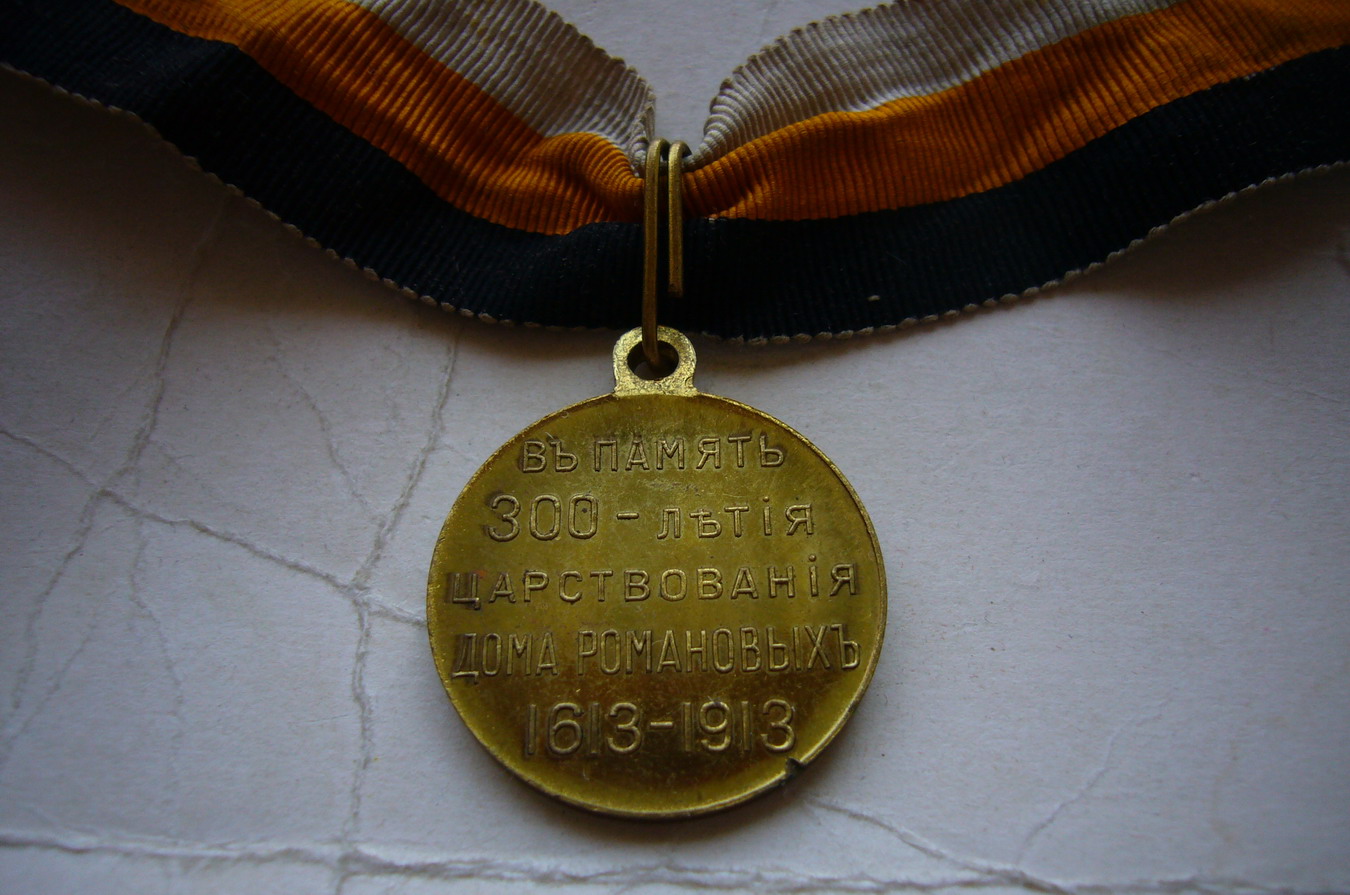 ВЪ ПАМЯТЬ
300-ЛѢТІЯ
ЦАРСТВОВАНІЯ
ДОМА РОМАНОВЫХЪ
1613-1913